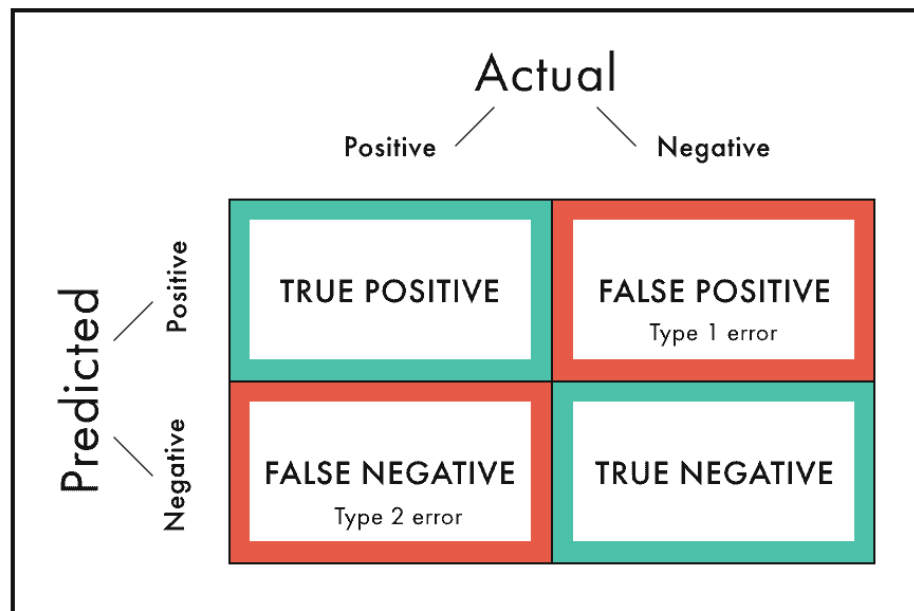 Actual
Positive
Negative
Predicted
Positive
TRUE POSITIVE
FALSE POSITIVE
Type 1 error
Negative
FALSE NEGATIVE
Type 2 error
TRUE NEGATIVE